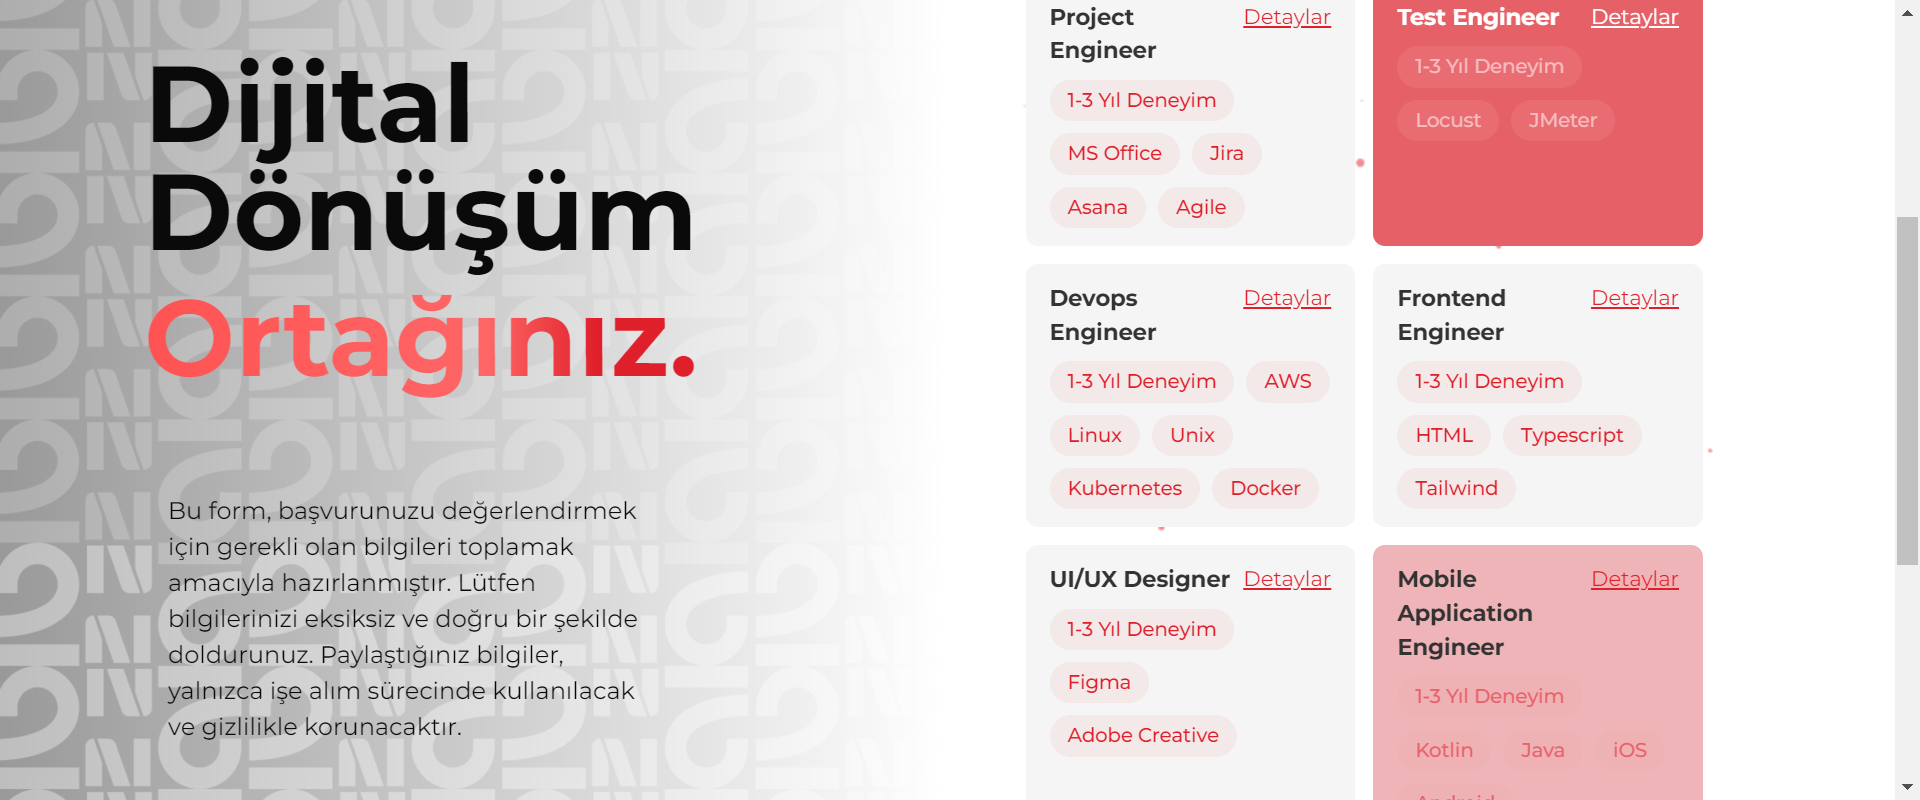 Dijital
Dönüşüm
Ortağınız.
Bu form, başvurunuzu değerlendirmek
için gerekli olan bilgileri toplamak
amacıyla hazırlanmıştır. Lütfen
bilgilerinizi eksiksiz ve doğru bir şekilde
doldurunuz. Paylaştığınız bilgiler,
yalnızca işe alım sürecinde kullanılacak
ve gizlilikle korunacaktır.
Project
Engineer
Detaylar
1-3 Yıl Deneyim
MS Office Jira
Asana Agile
Test Engineer Detaylar
1-3 Yıl Deneyim
Locust JMeter
Devops
Engineer
Detaylar
1-3 Yıl Deneyim AWS
Linux Unix
Kubernetes Docker
Frontend
Engineer
Detaylar
1-3 Yıl Deneyim
HTML Typescript
Tailwind
UI/UX Designer Detaylar
1-3 Yıl Deneyim
Figma
Adobe Creative
Mobile
Application
Engineer
Detaylar
1-3 Yıl Deneyim
Kotlin Java iOS
Android